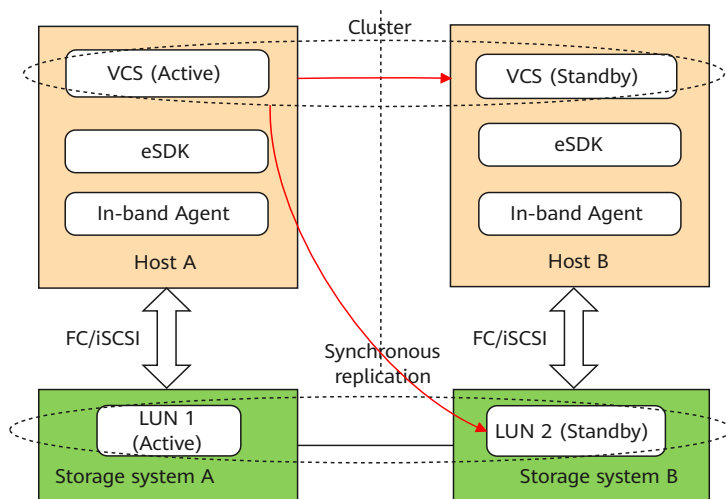 Cluster
VCS (Active)
VCS (Standby)
eSDK
eSDK
In-band Agent
In-band Agent
Host A
Host B
FC/iSCSI
FC/iSCSI
Synchronous
replication
LUN 1
(Active)
LUN 2 (Standby)
Storage system A
Storage system B